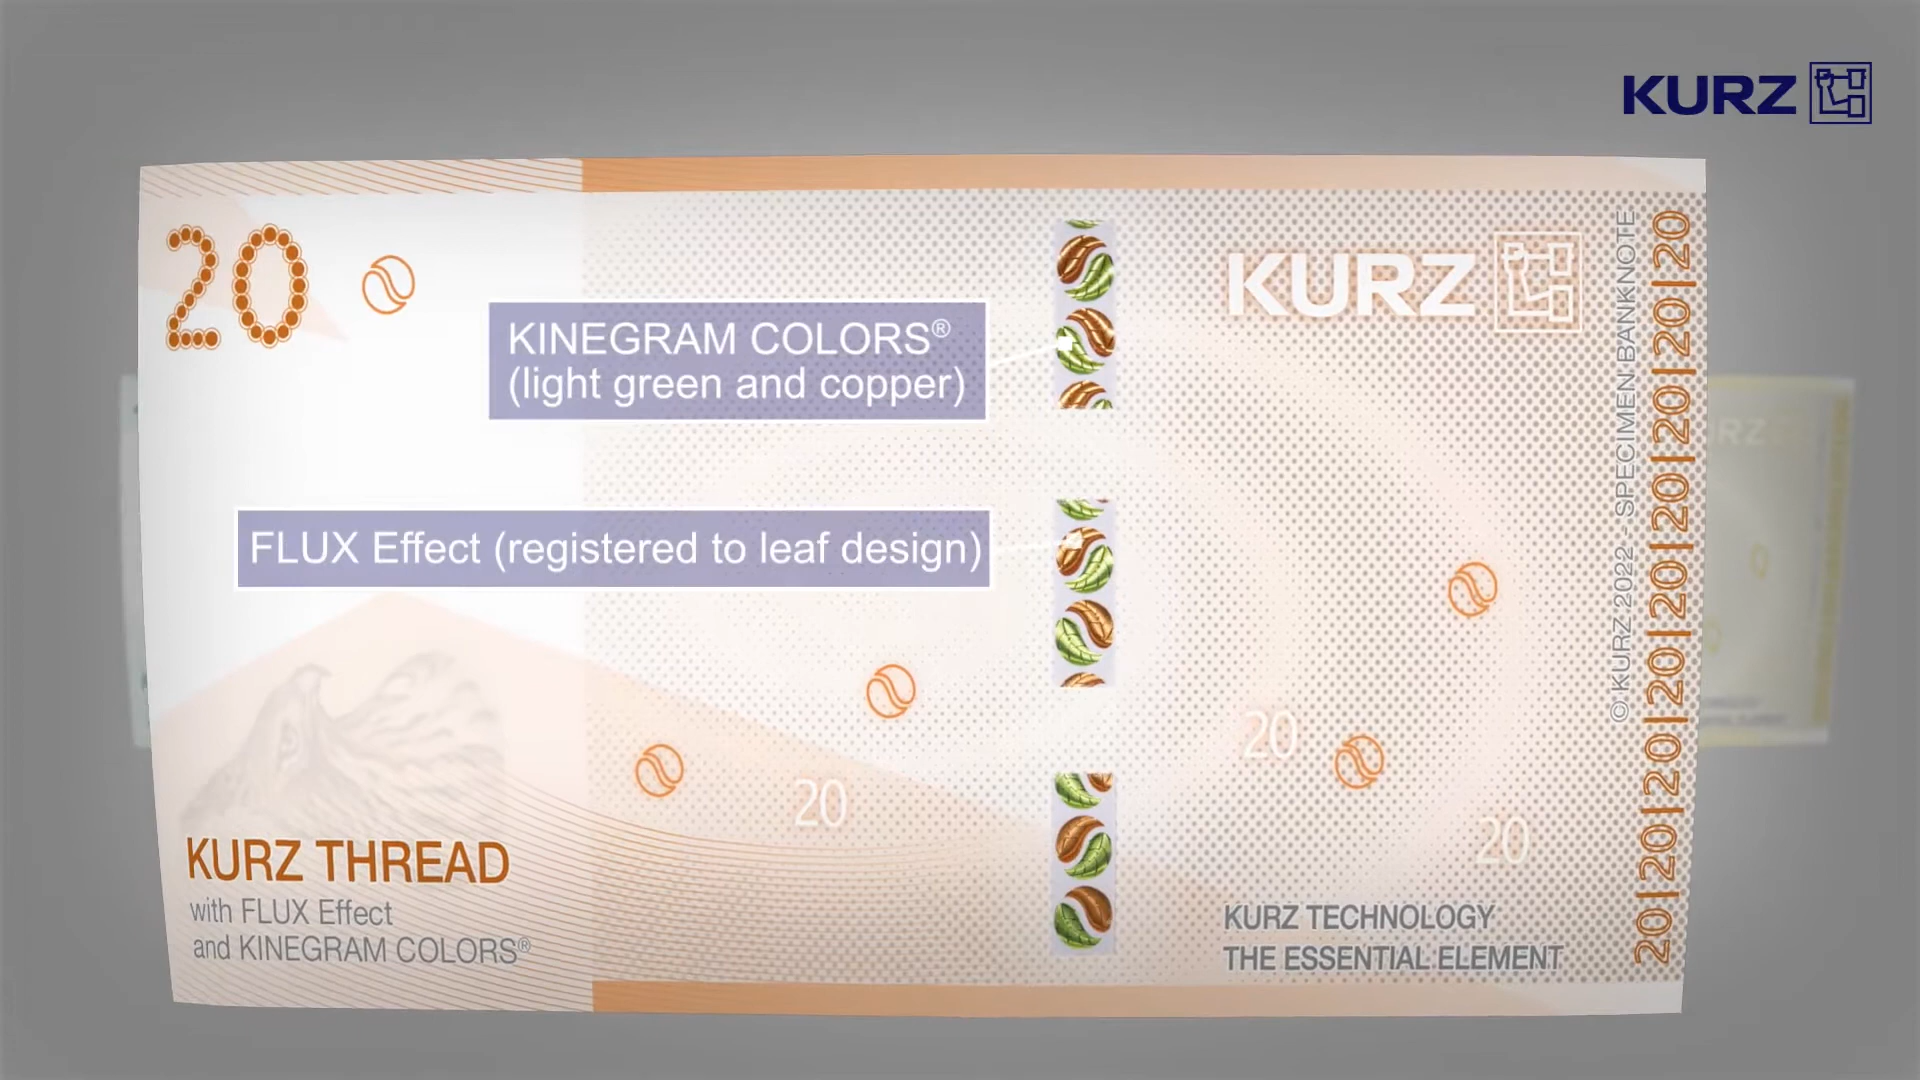 KURZ
20
KURZ
KINEGRAM COLORS®
(light green and copper)
FLUX Effect (registered to leaf design)
© KURZ 2022 - SPECIMEN BANKNOTE
20|20|20|20|20|20|20|20|20
20
20
20
KURZ THREAD
with FLUX Effect
and KINEGRAM COLORS®
KURZ TECHNOLOGY
THE ESSENTIAL ELEMENT